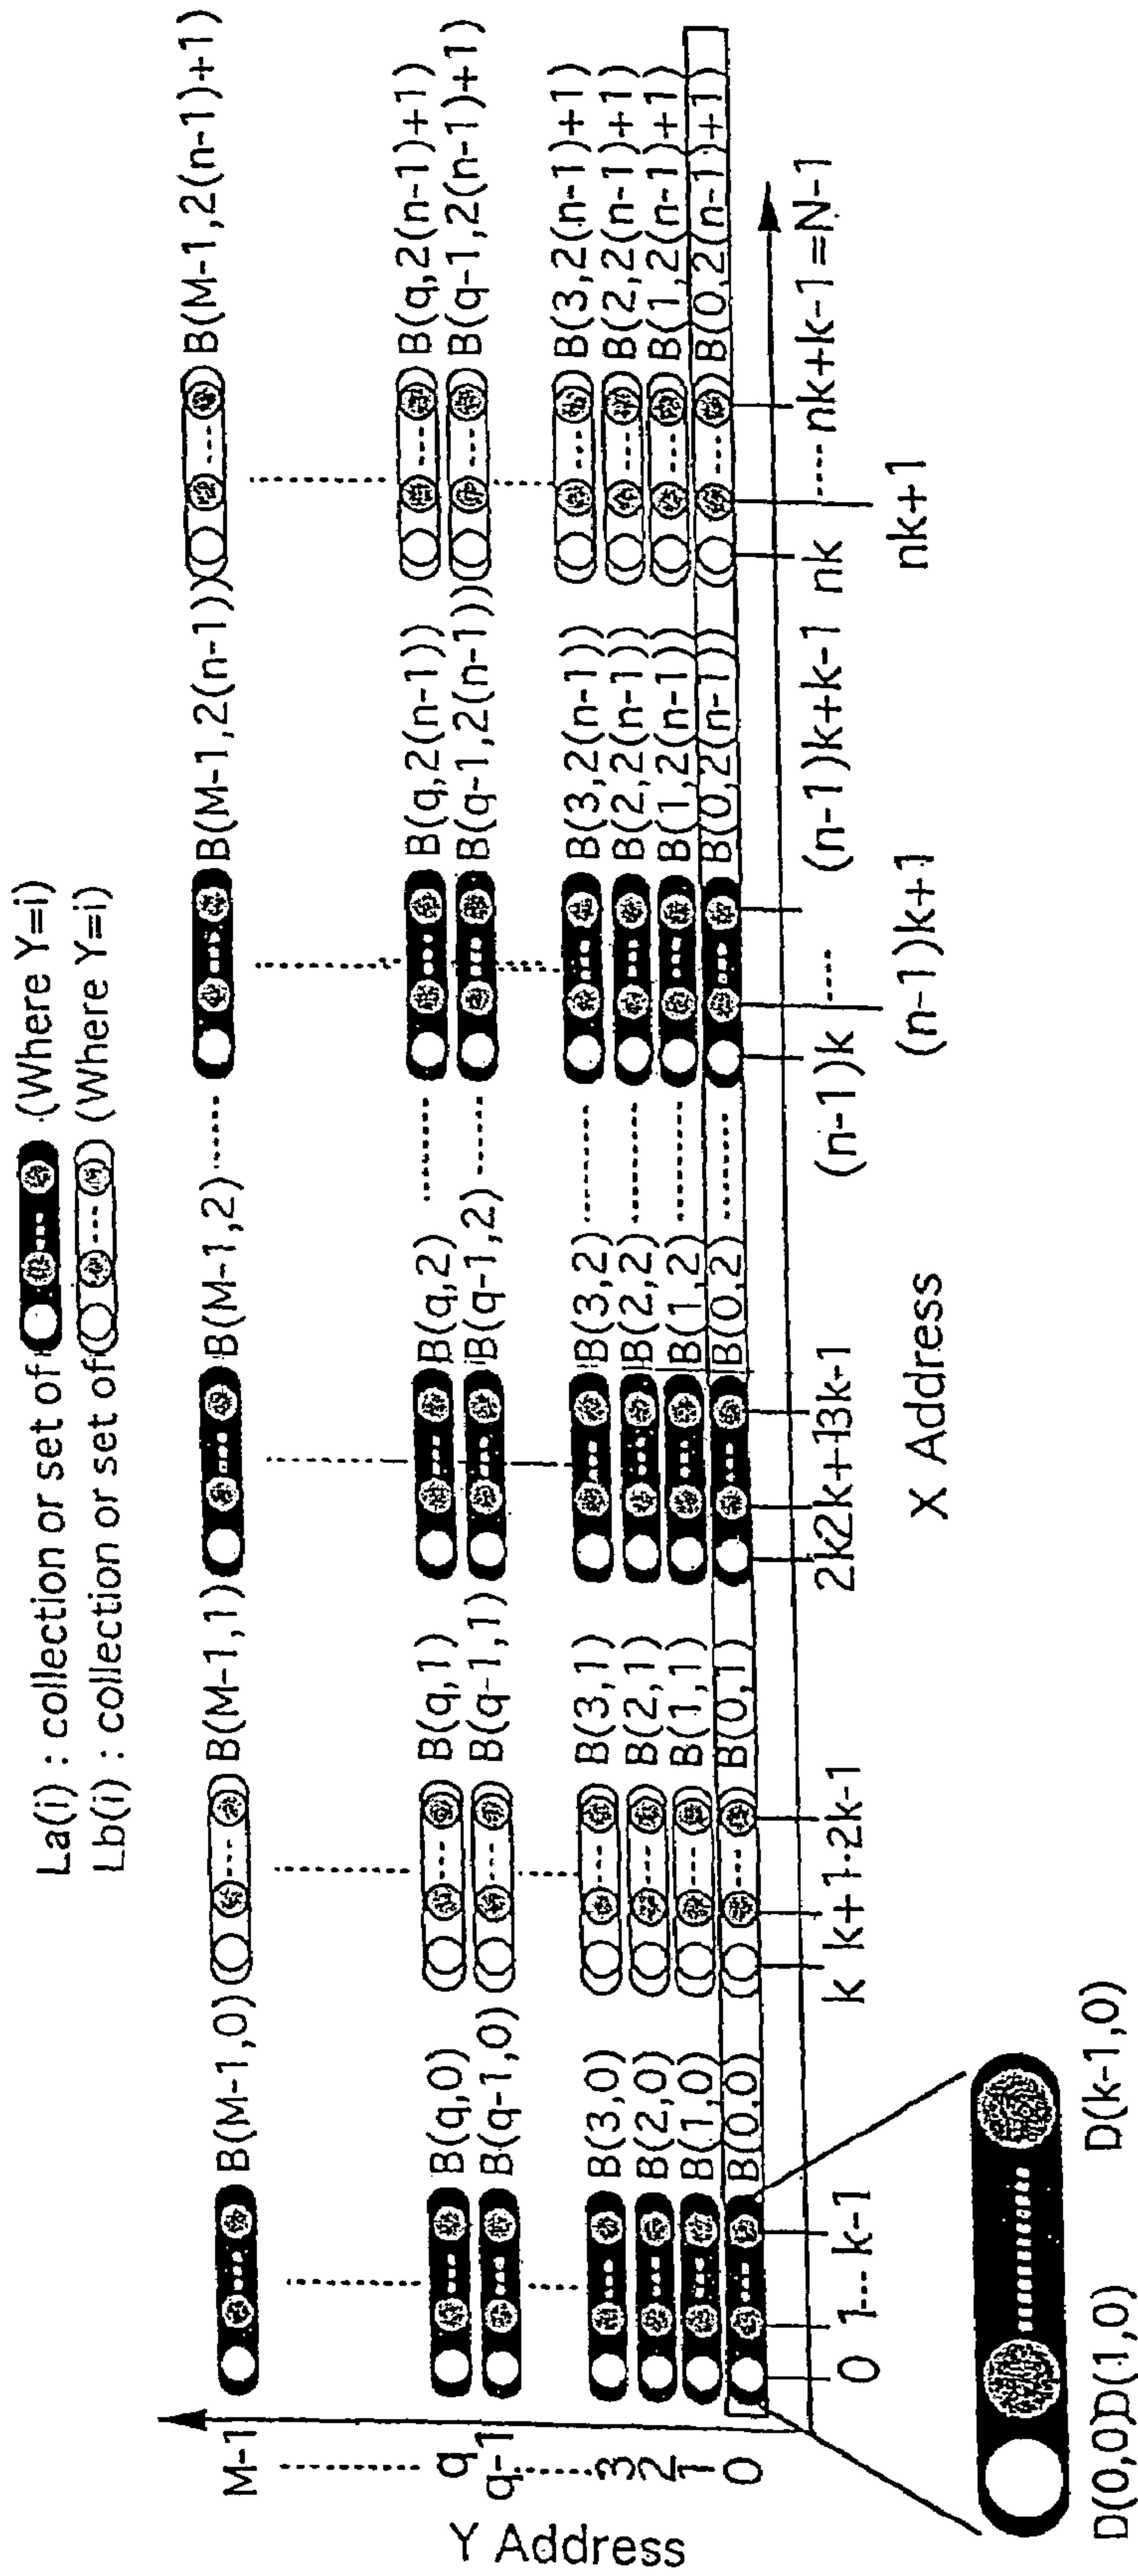 La(i) : collection or set of (Where Y=i)
Lb(i) : collection or set of (Where Y=i)
M-1 B(M-1,0) B(M-1,1) B(M-1,2) B(M-1,2(n-1)) B(M-1,2(n-1)+1)
q B(q,0) B(q,1) B(q,2) B(q,2(n-1)) B(q,2(n-1)+1)
q-1 B(q-1,0) B(q-1,1) B(q-1,2) B(q-1,2(n-1)) B(q-1,2(n-1)+1)
3 B(3,0) B(3,1) B(3,2) B(3,2(n-1)) B(3,2(n-1)+1)
2 B(2,0) B(2,1) B(2,2) B(2,2(n-1)) B(2,2(n-1)+1)
1 B(1,0) B(1,1) B(1,2) B(1,2(n-1)) B(1,2(n-1)+1)
0 B(0,0) B(0,1) B(0,2) B(0,2(n-1)) B(0,2(n-1)+1)
Y Address
0 1---k-1 k k+1·2k-1 2k2k+13k-1 (n-1)k ---- (n-1)k+k-1 nk -----nk+k-1=N-1
(n-1)k+1 nk+1
X Address
D(0,0)D(1,0) D(k-1,0)